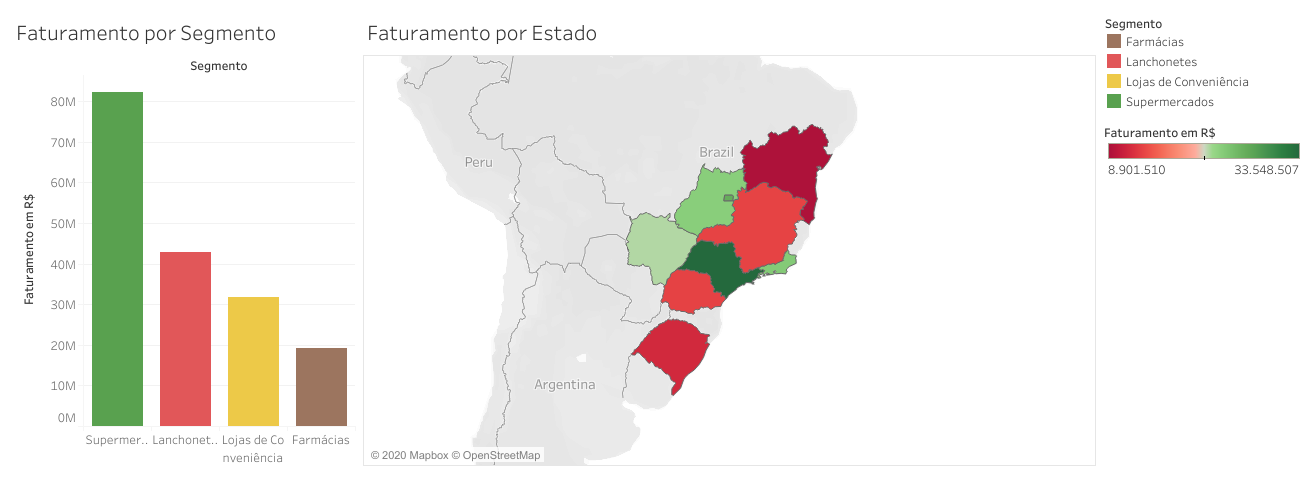 Faturamento por Segmento
Segmento
Faturamento em R$
80M
70M
60M
50M
40M
30M
20M
10M
0M
Supermer.. Lanchonet.. Lojas de Co Farmácias
nveniência
Faturamento por Estado
Brazil
Peru
Argentina
© 2020 Mapbox © OpenStreetMap
Segmento
Farmácias
Lanchonetes
Lojas de Conveniência
Supermercados
Faturamento em R$
8.901.510 33.548.507